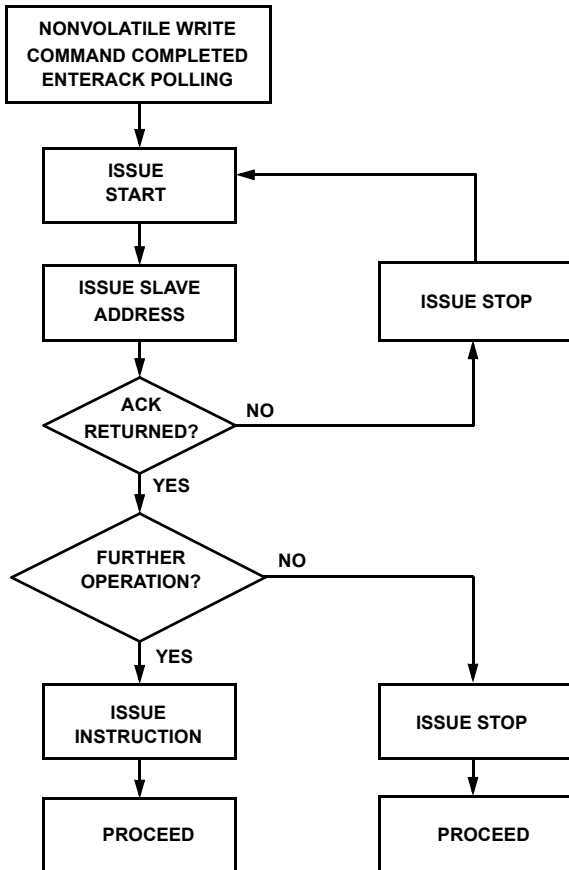 NONVOLATILE WRITE
COMMAND COMPLETED
ENTERACK POLLING
ISSUE
START
ISSUE SLAVE
ADDRESS
ISSUE STOP
ACK
RETURNED?
NO
YES
FURTHER
OPERATION?
NO
YES
ISSUE
INSTRUCTION
ISSUE STOP
PROCEED
PROCEED